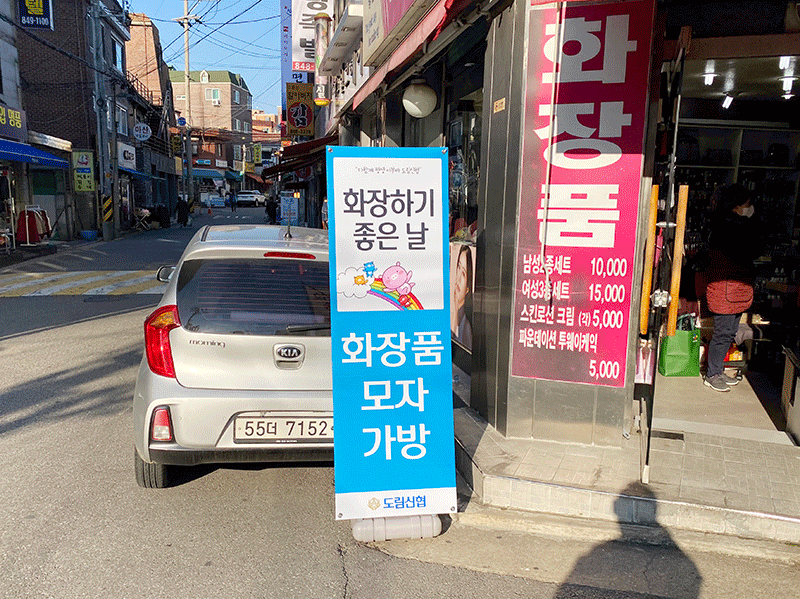 849-1100
848-
화장하기
좋은 날
화장품
모자
가방
도림신협
화장품
남성2종세트 10,000
여성3종세트 15,000
스킨로션 크림 (각) 5,000
파운데이션 투웨이케익
5,000
morning
KIA
55더 7152